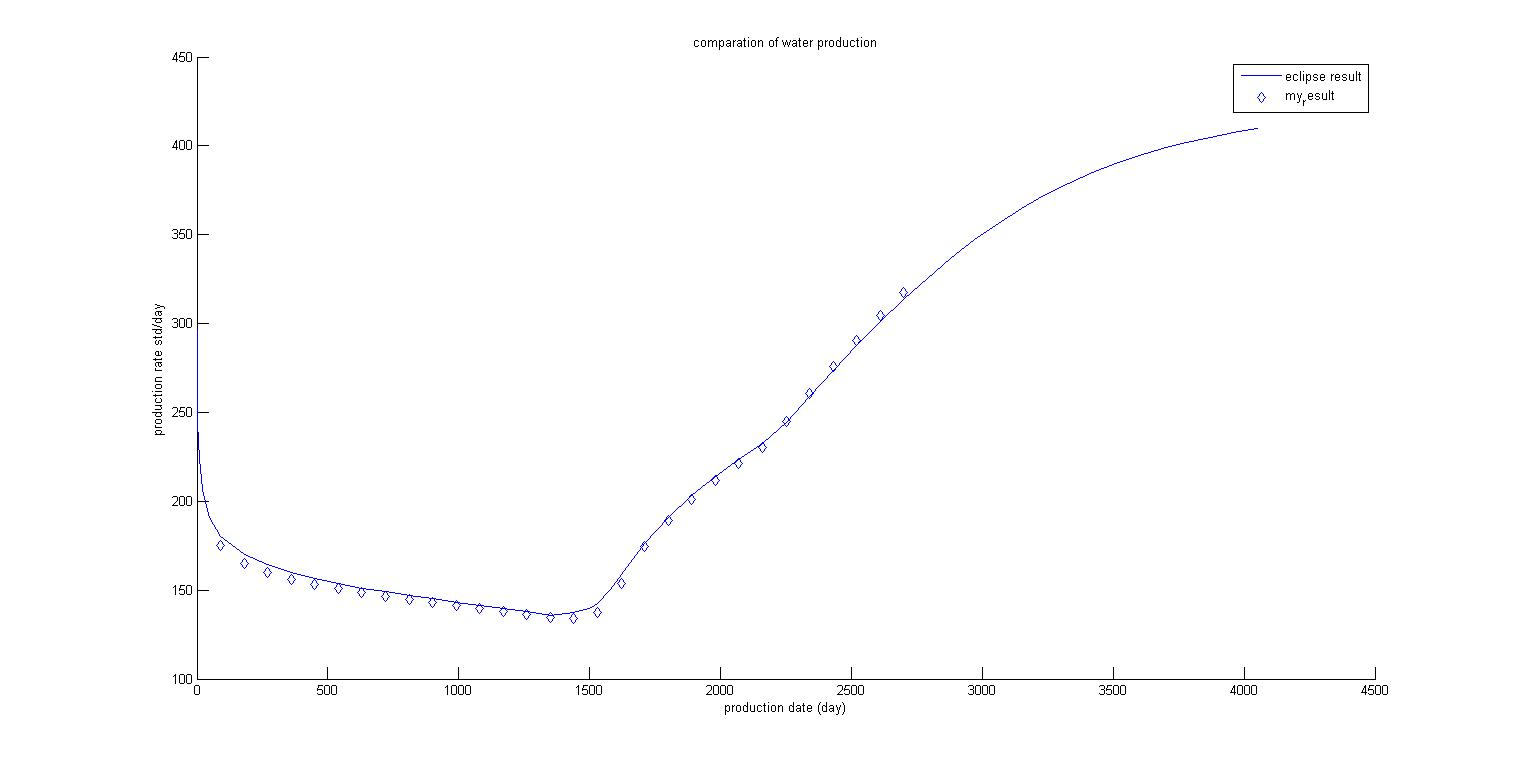 comparation of water production
450
400
350
300
250
200
150
100
production rate std/day
eclipse result
my_result
0 500 1000 1500 2000 2500 3000 3500 4000 4500
production date (day)